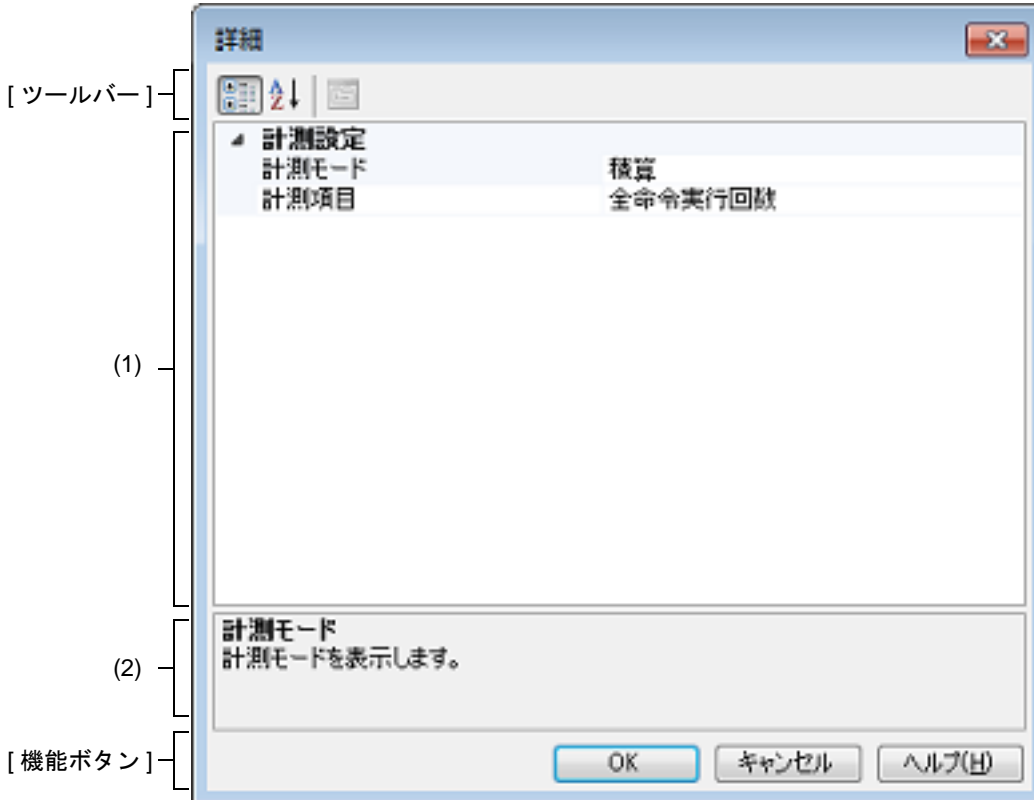 詳細
[ ツールバー ]
計測設定
計測モード 積算
計測項目 全命令実行回数
(1)
計測モード
計測モードを表示します。
(2)
[ 機能ボタン ]
OK キャンセル ヘルプ(H)